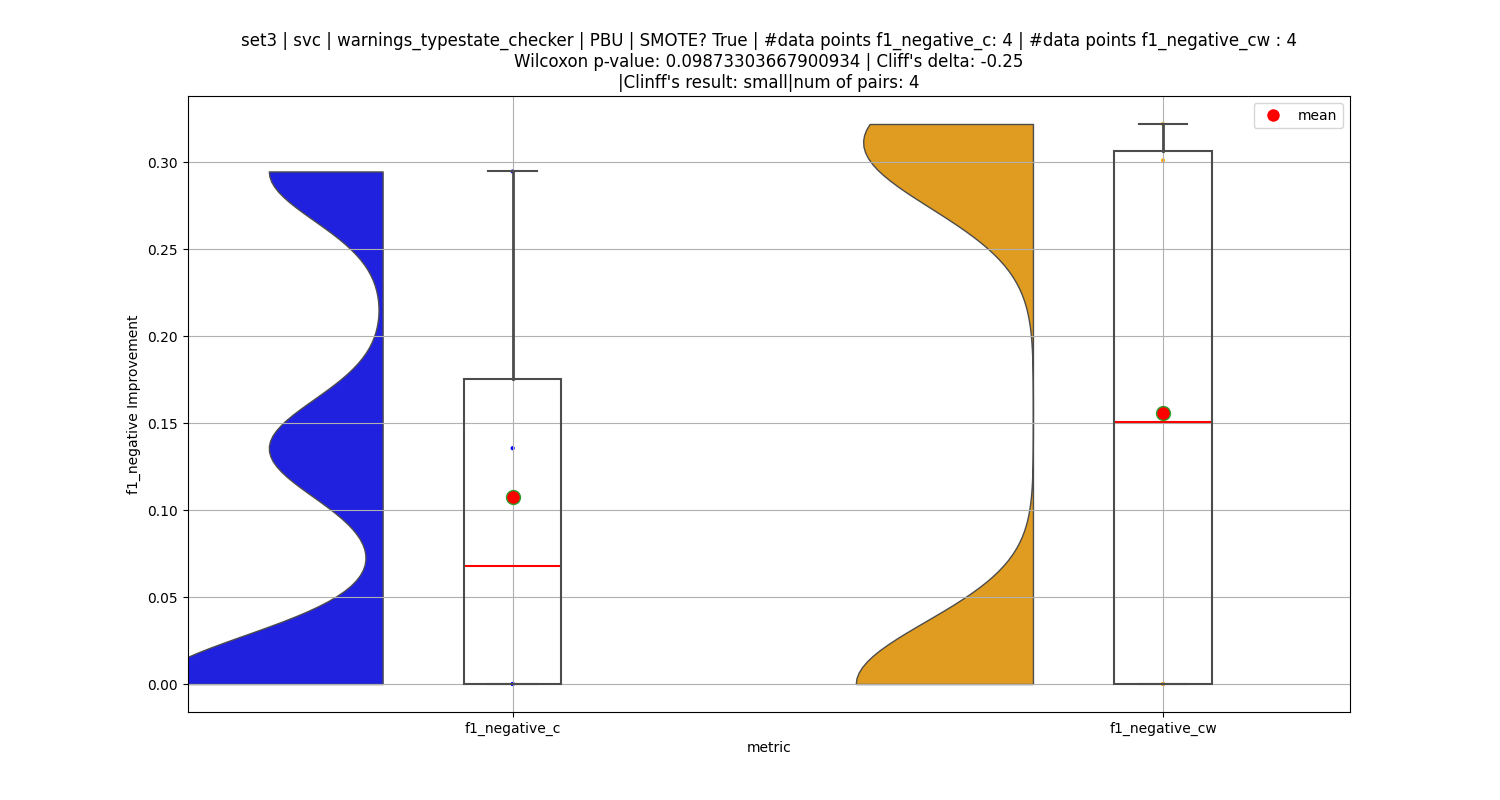 set3 | svc | warnings_typestate_checker | PBU | SMOTE? True | #data points f1_negative_c: 4 | #data points f1_negative_cw : 4
Wilcoxon p-value: 0.09873303667900934 | Cliff's delta: -0.25
|Clinff's result: small|num of pairs: 4
mean
0.30
0.25
0.20
0.15
0.10
0.05
0.00
f1_negative Improvement
f1_negative_c
f1_negative_cw
metric